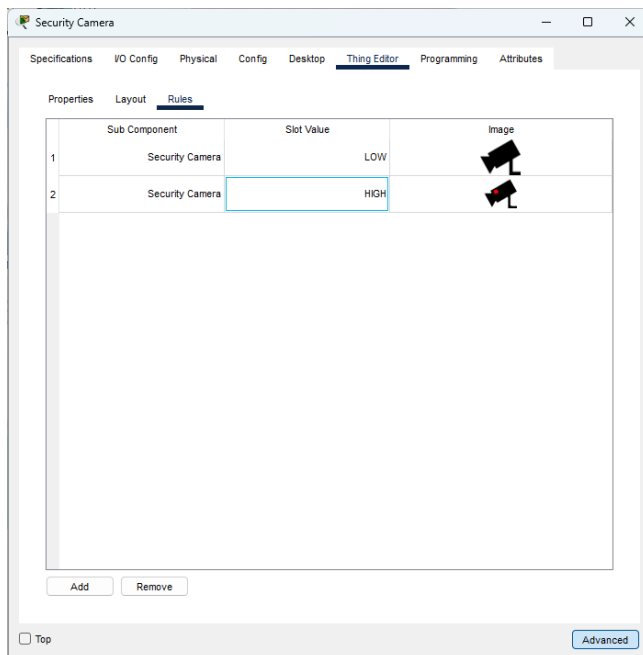 Security Camera
Specifications I/O Config Physical Config Desktop Thing Editor Programming Attributes
Properties Layout Rules
Sub Component Slot Value Image
1 Security Camera LOW
2 Security Camera HIGH
Add Remove
Top Advanced